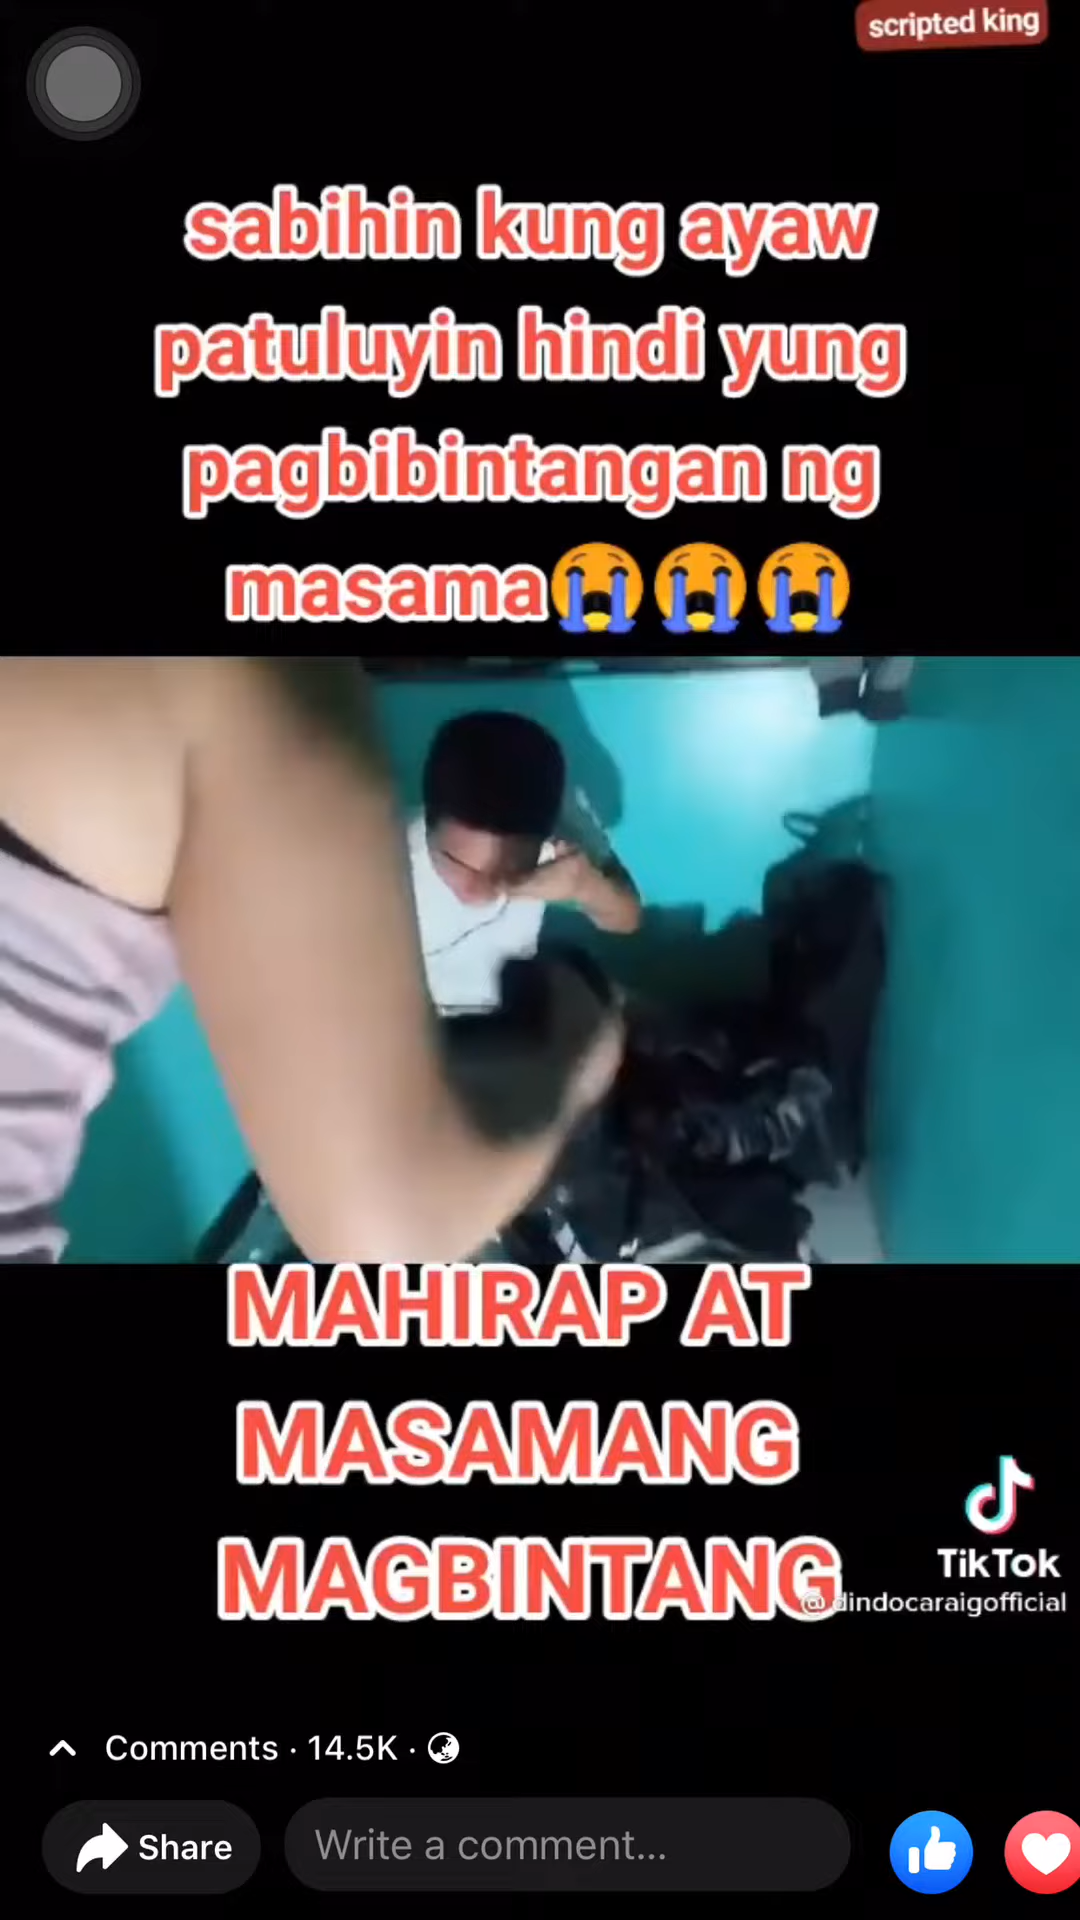 scripted king
sabihin kung ayaw
patuluyin hindi yung
pagbibintangan ng
masama😭😭😭
MAHIRAP AT
MASAMANG
MAGBINTANG
TikTok
@dindocaraigofficial
Comments · 14.5K ·
Share
Write a comment...